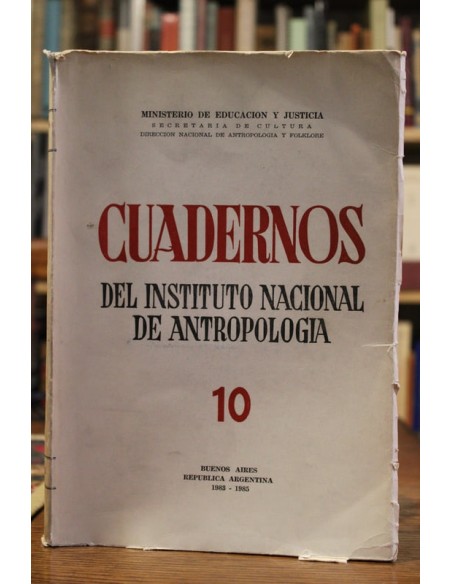 MINISTERIO DE EDUCACION Y JUSTICIA
SECRETARIA DE CULTURA
DIRECCION NACIONAL DE ANTROPOLOGIA Y FOLKLORE
CUADERNOS
DEL INSTITUTO NACIONAL
DE ANTROPOLOGIA
10
BUENOS AIRES
REPUBLICA ARGENTINA
1983 - 1985